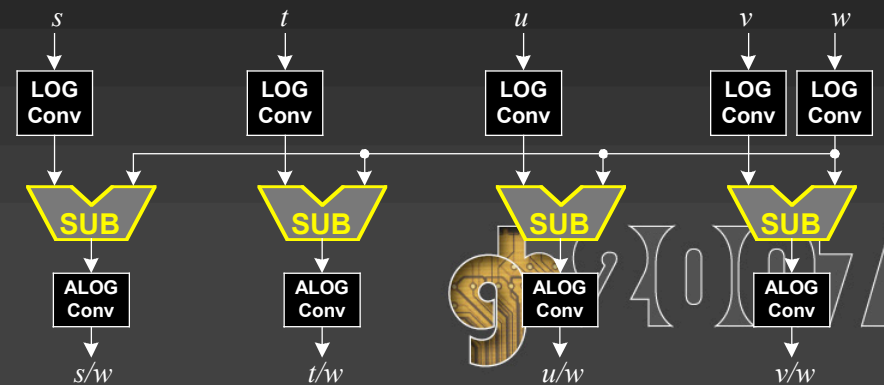 s t u v w
LOG LOG LOG LOG LOG
Conv Conv Conv Conv Conv
SUB SUB SUB SUB
ALOG ALOG ALOG ALOG
Conv Conv Conv Conv
s/w t/w u/w v/w